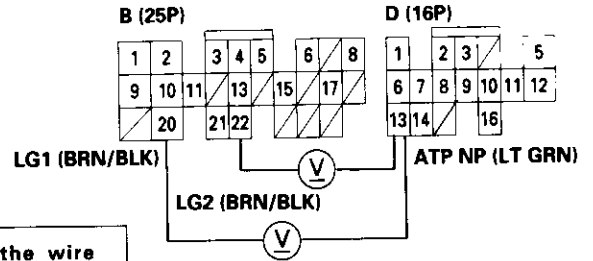 B (25P) D (16P)
1 2 3 4 5 6 8 1 2 3 5
9 10 11 13 15 17 6 7 8 9 10 11 12
20 21 22 13 14 16
LG1 (BRN/BLK) V ATP NP (LT GRN)
LG2 (BRN/BLK)
V
the wire